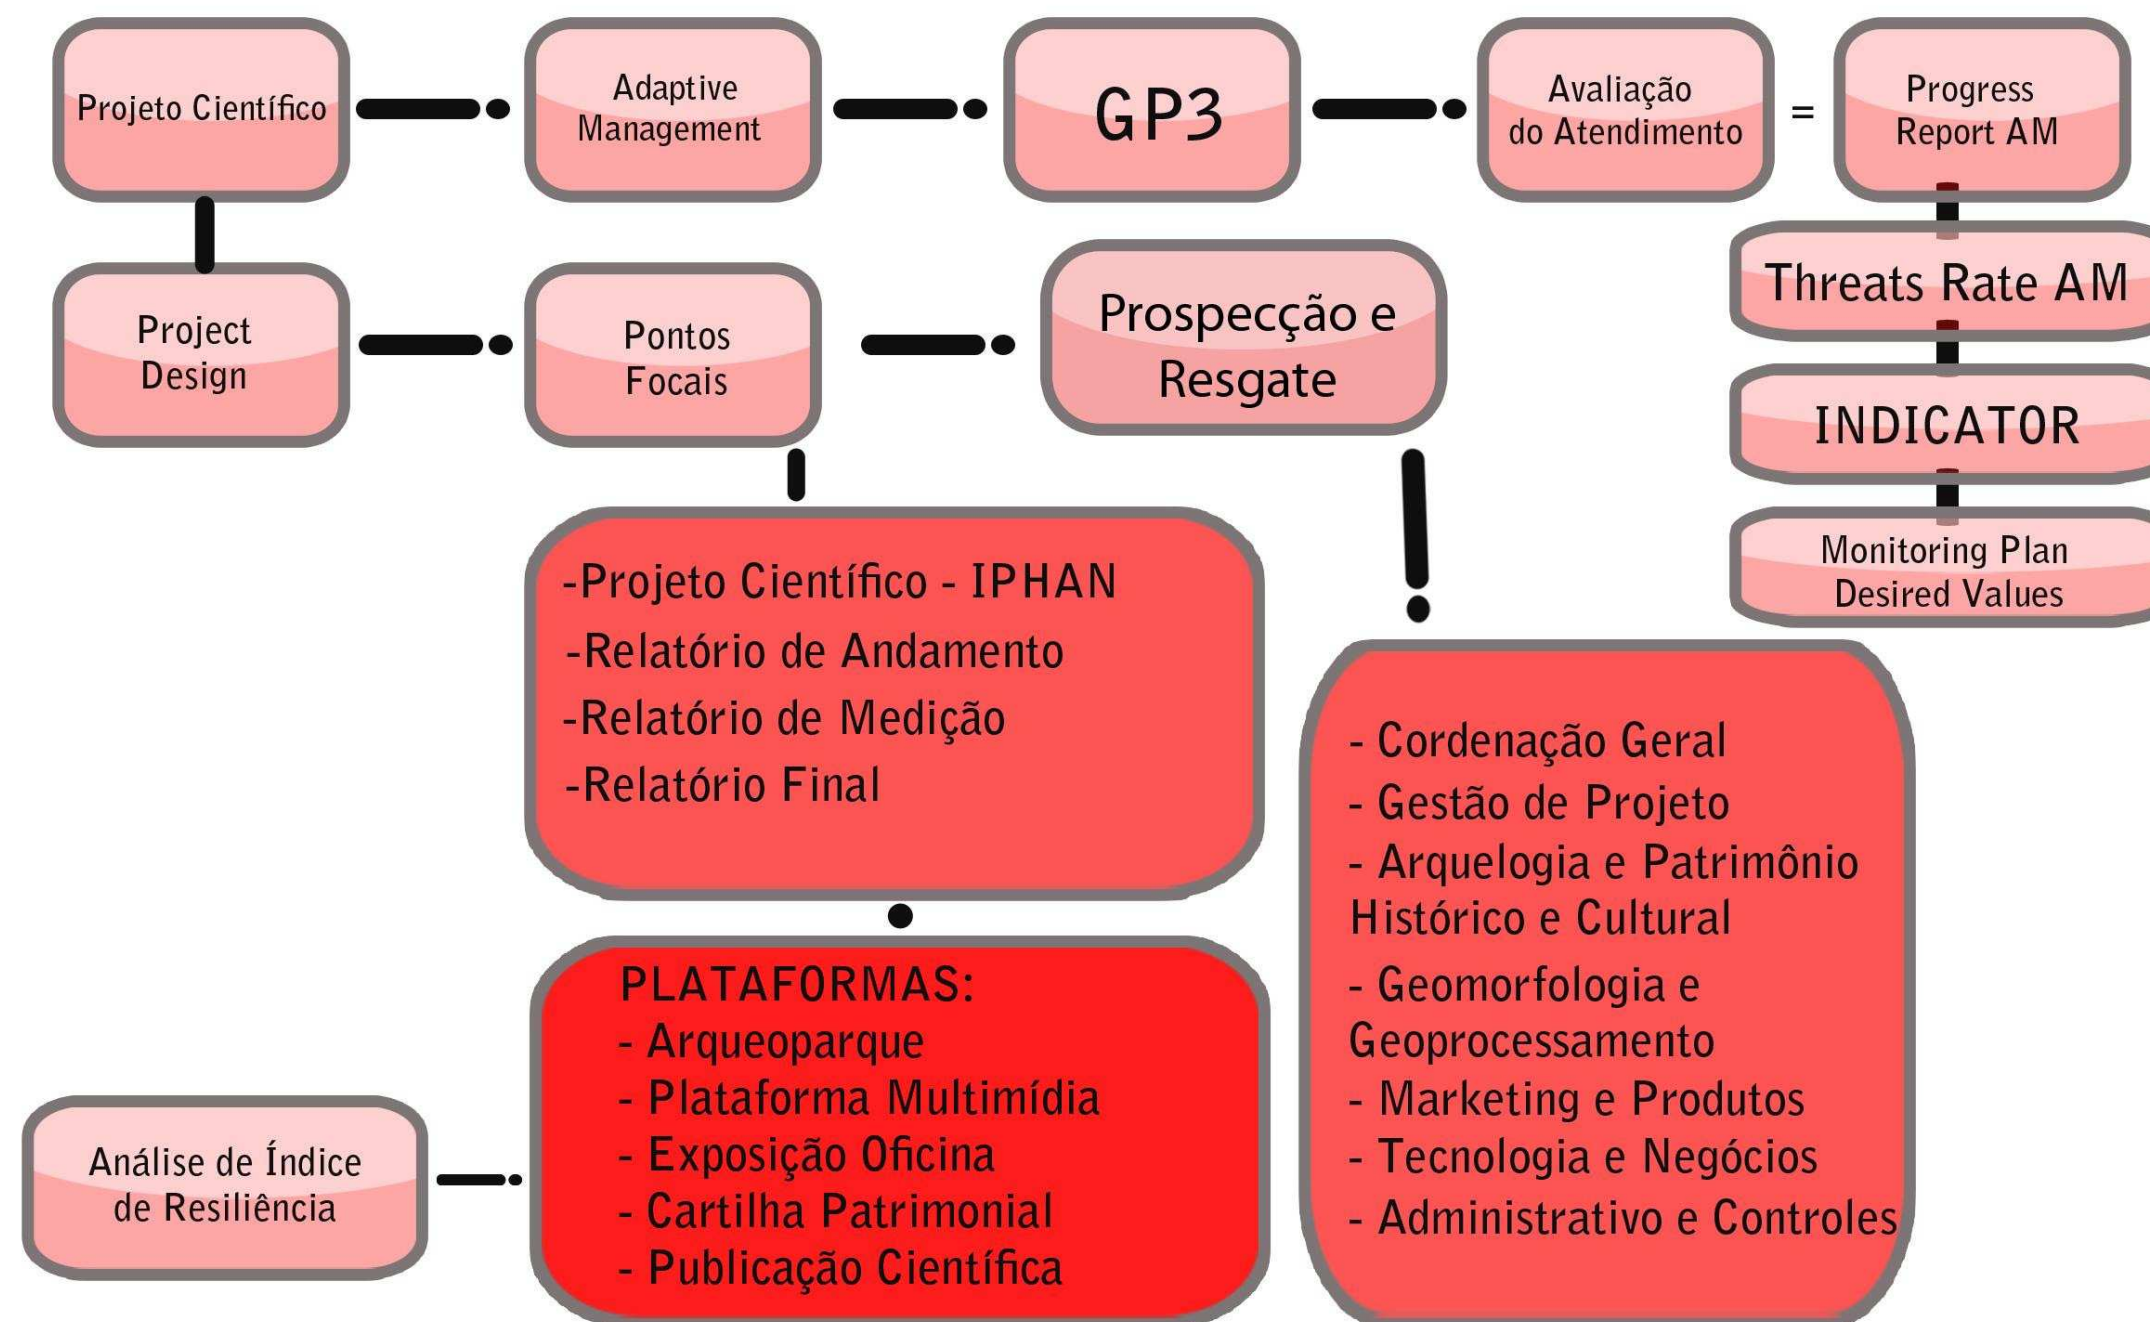 Projeto Científico
Adaptive
Management
GP3
Avaliação
do Atendimento
=
Progress
Report AM
Project
Design
Pontos
Focais
Prospecção e
Resgate
Threats Rate AM
INDICATOR
Monitoring Plan
Desired Values
-Projeto Científico - IPHAN
-Relatório de Andamento
-Relatório de Medição
-Relatório Final
- Cordenação Geral
- Gestão de Projeto
- Arquelogia e Patrimônio
Histórico e Cultural
- Geomorfologia e
Geoprocessamento
- Marketing e Produtos
- Tecnologia e Negócios
- Administrativo e Controles
PLATAFORMAS:
- Arqueoparque
- Plataforma Multimídia
- Exposição Oficina
- Cartilha Patrimonial
- Publicação Científica
Análise de Índice
de Resiliência